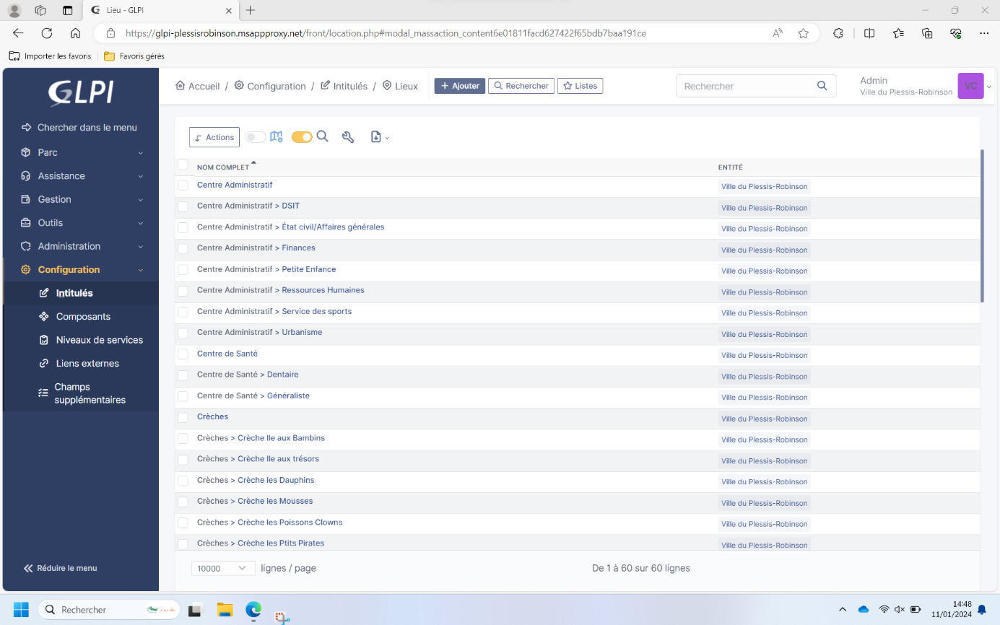 Lieu - GLPI
https://glpi-plessisrobinson.msappproxy.net/front/location.php#modal_massaction_content6e01811facd627422f65bdb7baa191ce
Importer les favoris Favoris gérés
GLPI
Accueil / Configuration / Intitulés / Lieux
Ajouter Rechercher Listes
Rechercher
Admin
Ville du Plessis-Robinson
VC
Chercher dans le menu
Parc
Assistance
Gestion
Outils
Administration
Configuration
Intitulés
Composants
Niveaux de services
Liens externes
Champs
supplémentaires
Réduire le menu
Actions
NOM COMPLET ENTITÉ
Centre Administratif Ville du Plessis-Robinson
Centre Administratif > DSIT Ville du Plessis-Robinson
Centre Administratif > État civil/Affaires générales Ville du Plessis-Robinson
Centre Administratif > Finances Ville du Plessis-Robinson
Centre Administratif > Petite Enfance Ville du Plessis-Robinson
Centre Administratif > Ressources Humaines Ville du Plessis-Robinson
Centre Administratif > Service des sports Ville du Plessis-Robinson
Centre Administratif > Urbanisme Ville du Plessis-Robinson
Centre de Santé Ville du Plessis-Robinson
Centre de Santé > Dentaire Ville du Plessis-Robinson
Centre de Santé > Généraliste Ville du Plessis-Robinson
Crèches Ville du Plessis-Robinson
Crèches > Crèche Ile aux Bambins Ville du Plessis-Robinson
Crèches > Crèche Ile aux trésors Ville du Plessis-Robinson
Crèches > Crèche les Dauphins Ville du Plessis-Robinson
Crèches > Crèche les Mousses Ville du Plessis-Robinson
Crèches > Crèche les Poissons Clowns Ville du Plessis-Robinson
Crèches > Crèche les Ptits Pirates Ville du Plessis-Robinson
10000 lignes / page De 1 à 60 sur 60 lignes
Rechercher
14:48
11/01/2024